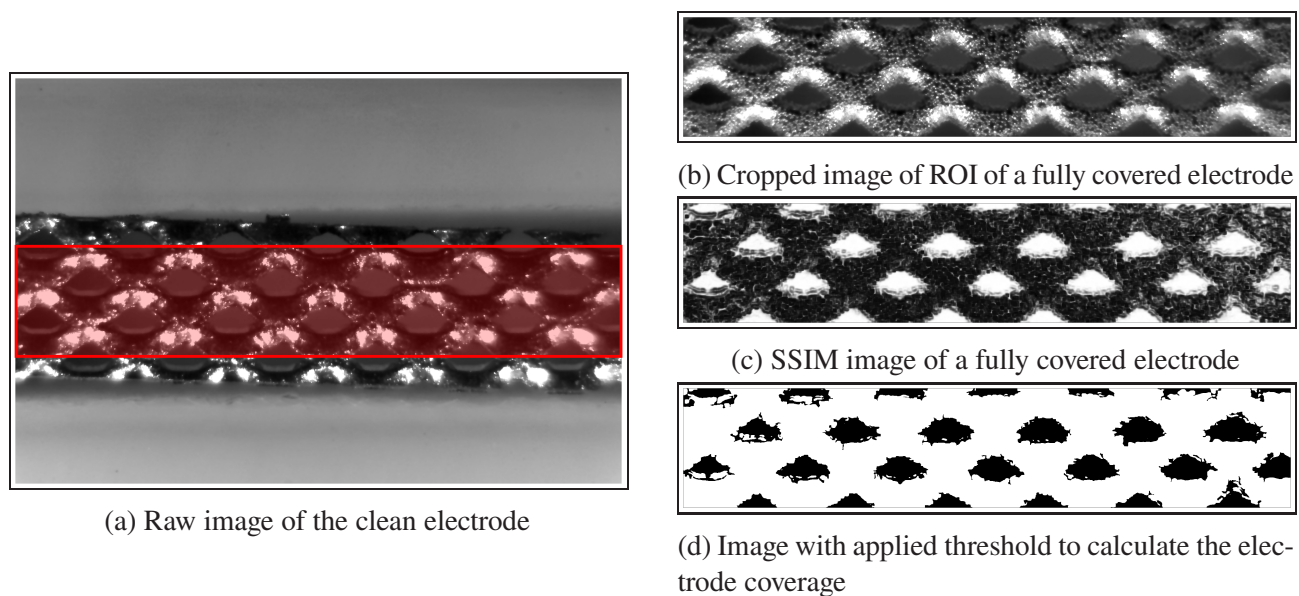 (a) Raw image of the clean electrode
(b) Cropped image of ROI of a fully covered electrode
(c) SSIM image of a fully covered electrode
(d) Image with applied threshold to calculate the elec-
trode coverage